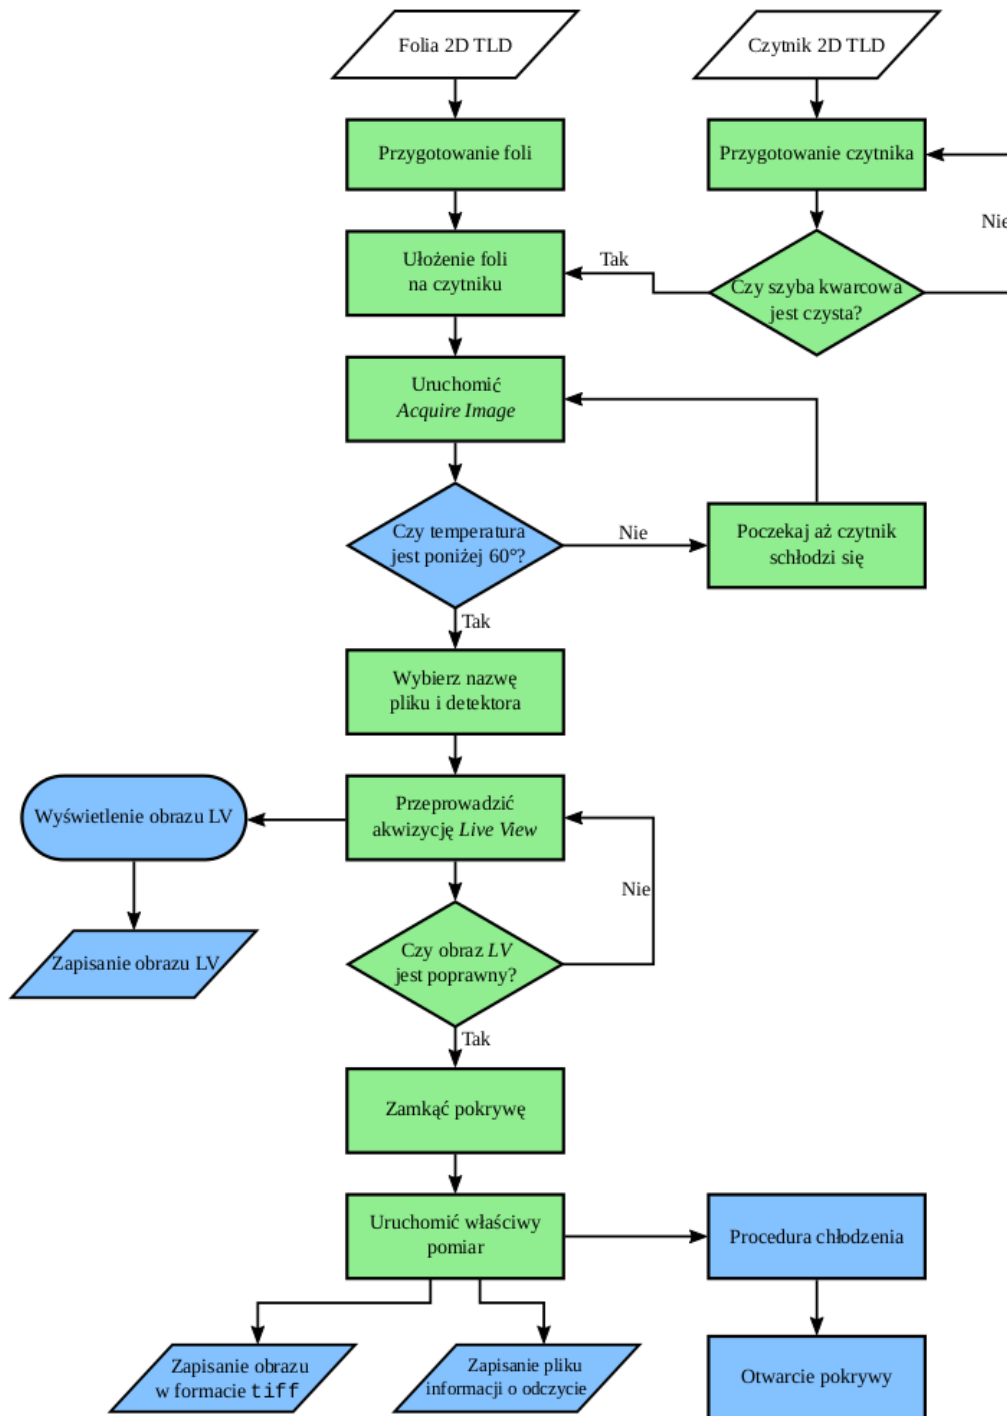 Folia 2D TLD
Czytnik 2D TLD
Przygotowanie foli
Przygotowanie czytnika
Nie
Ułożenie foli
na czytniku
Tak
Czy szyba kwarcowa
jest czysta?
Uruchomić
Acquire Image
Czy temperatura
jest poniżej 60°?
Nie
Poczekaj aż czytnik
schłodzi się
Tak
Wybierz nazwę
pliku i detektora
Wyświetlenie obrazu LV
Przeprowadzić
akwizycję Live View
Nie
Zapisanie obrazu LV
Czy obraz LV
jest poprawny?
Tak
Zamkąć pokrywę
Uruchomić właściwy
pomiar
Procedura chłodzenia
Zapisanie obrazu
w formacie tiff
Zapisanie pliku
informacji o odczycie
Otwarcie pokrywy